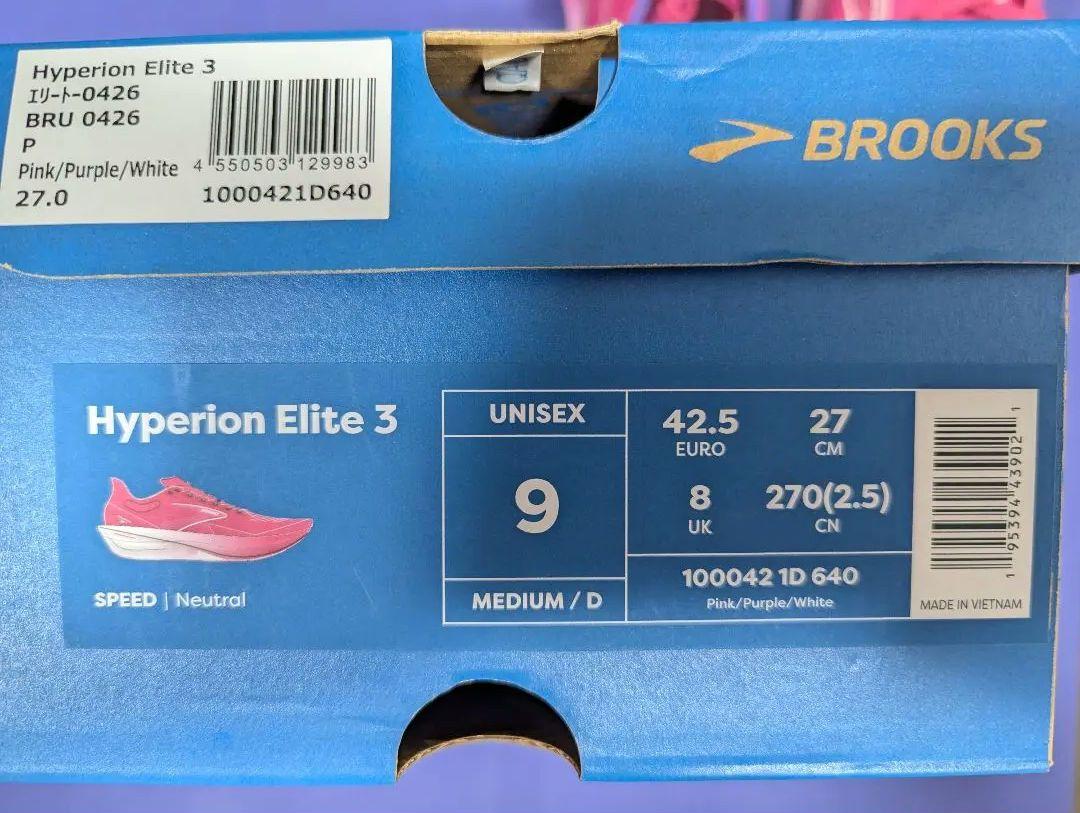 Hyperion Elite 3
エリート-0426
BRU 0426
P
Pink/Purple/White
27.0
4 550503 129983
1000421D640
BROOKS
Hyperion Elite 3
SPEED | Neutral
UNISEX
9
MEDIUM / D
42.5
EURO
27
CM
8
UK
270(2.5)
CN
100042 1D 640
Pink/Purple/White
1 95394 43902 1
MADE IN VIETNAM